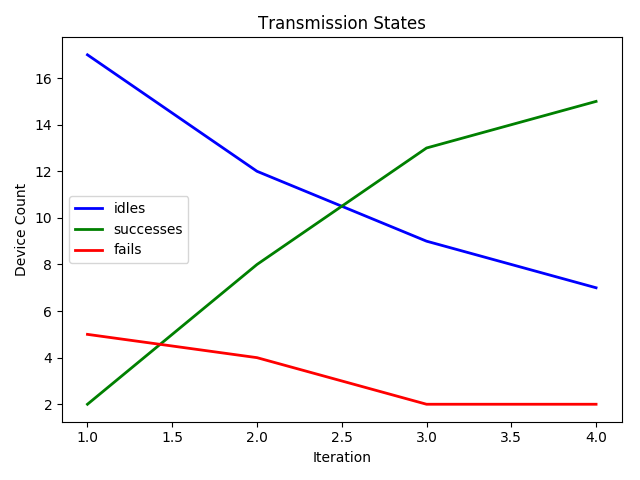 Transmission States
Device Count
16
14
12
10
8
6
4
2
idles
successes
fails
1.0 1.5 2.0 2.5 3.0 3.5 4.0
Iteration